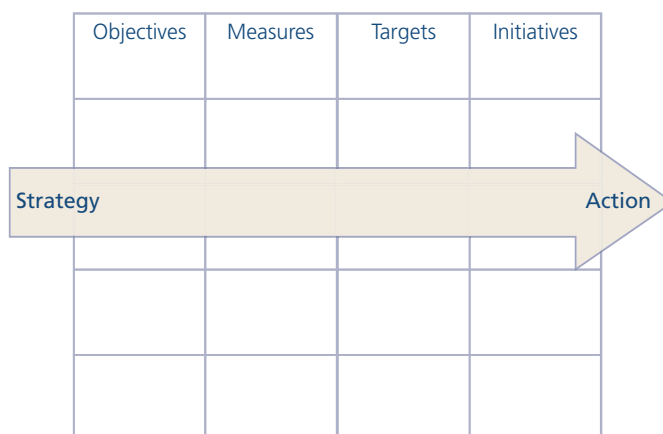 Objectives Measures Targets Initiatives
Strategy Action